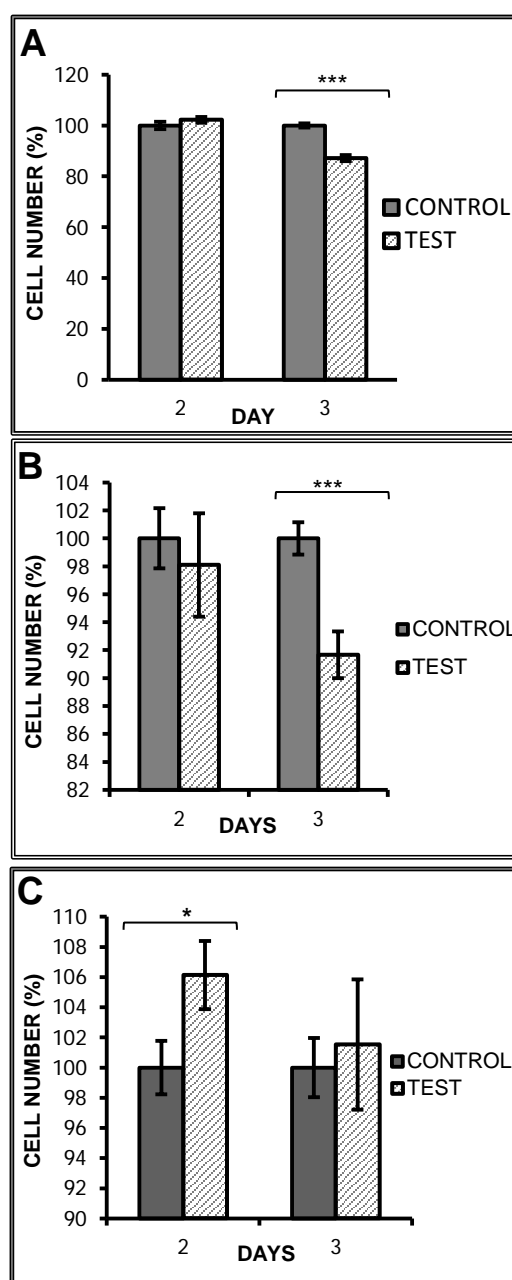 A
120
***
100
80
60
40
20
0
CELL NUMBER (%)
CONTROL
TEST
2
3
DAY
B
104
***
102
100
98
96
94
92
90
88
86
84
82
CELL NUMBER (%)
CONTROL
TEST
2
3
DAYS
C
110
*
108
106
104
102
100
98
96
94
92
90
CELL NUMBER (%)
CONTROL
TEST
2
3
DAYS